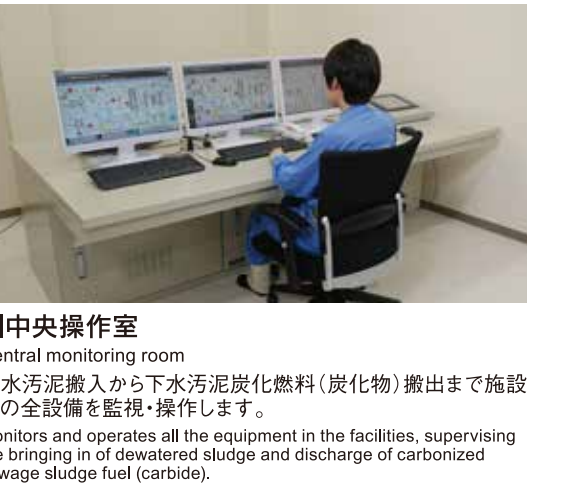 中央操作室
entral monitoring room
水汚泥搬入から下水汚泥炭化燃料(炭化物)搬出まで施設
の全設備を監視・操作します。
onitors and operates all the equipment in the facilities, supervising
e bringing in of dewatered sludge and discharge of carbonized
wage sludge fuel (carbide).